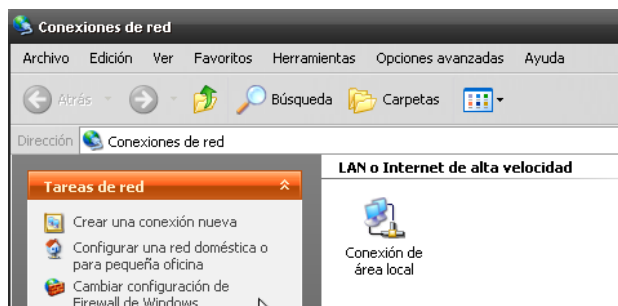 Conexiones de red
Archivo Edición Ver Favoritos Herramientas Opciones avanzadas Ayuda
Atrás Búsqueda Carpetas
Dirección Conexiones de red
LAN o Internet de alta velocidad
Tareas de red
Crear una conexión nueva
Configurar una red doméstica o
para pequeña oficina
Cambiar configuración de
Firewall de Windows
Conexión de
área local